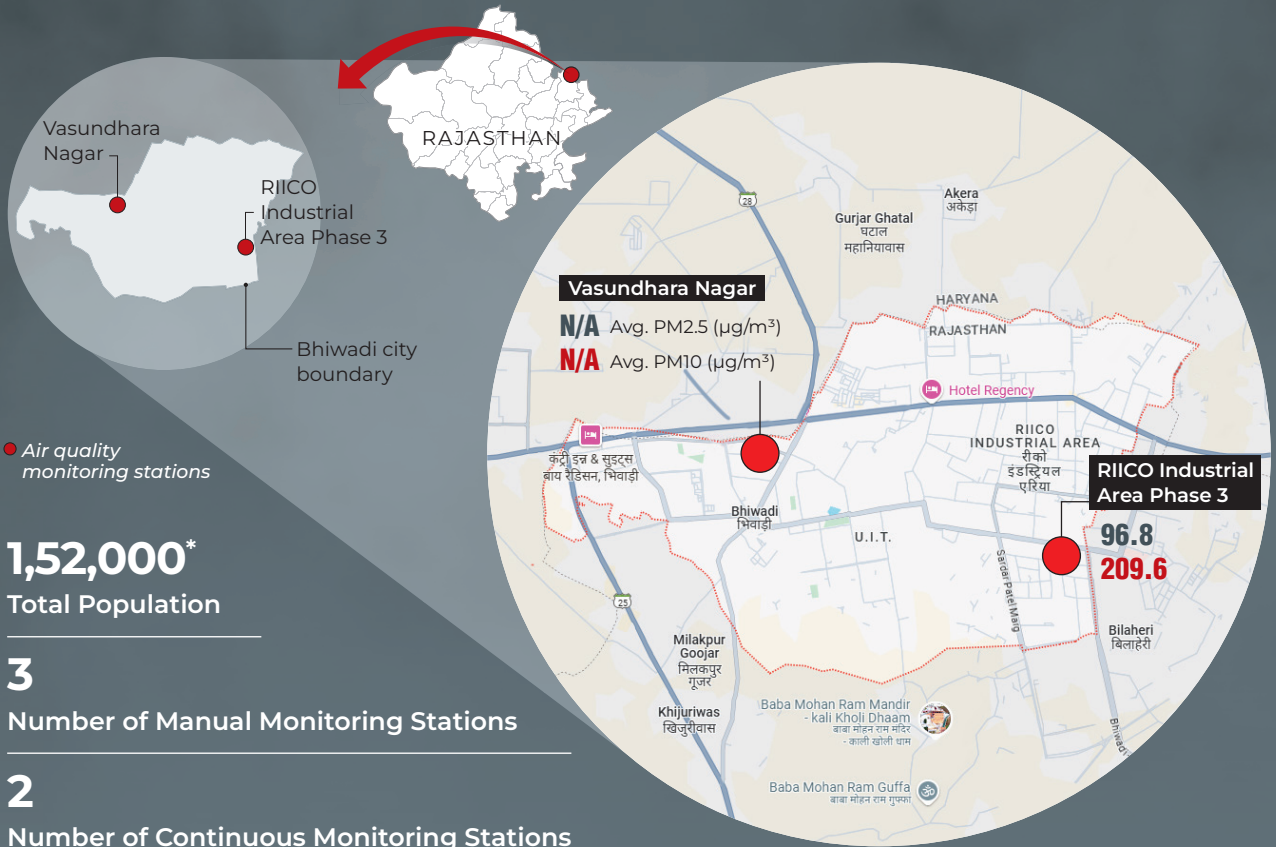 RAJASTHAN
Vasundhara
Nagar
RIICO
Industrial
Area Phase 3
Bhiwadi city
boundary
Air quality
monitoring stations
1,52,000*
Total Population
3
Number of Manual Monitoring Stations
2
Number of Continuous Monitoring Stations
28
Akera
अकेड़ा
Gurjar Ghatal
घटाल
महानियावास
Vasundhara Nagar
N/A Avg. PM2.5 (µg/m³)
N/A Avg. PM10 (µg/m³)
HARYANA
RAJASTHAN
Hotel Regency
कंट्री इन्न & सुइट्स
बाय रैडिसन, भिवाड़ी
RIICO
INDUSTRIAL AREA
रीको
इंडस्ट्रियल
एरिया
RIICO Industrial
Area Phase 3
96.8
209.6
Bhiwadi
भिवाड़ी
U.I.T.
Sardar Patel Maig
25
Milakpur
Goojar
मिलकपुर
गूजर
Bilaheri
बिलाहेरी
Khijuriwas
खिजुरीवास
Baba Mohan Ram Mandir
- kali Kholi Dhaam
बाबा मोहन राम मंदिर
- काली खोली धाम
Bhiwadi
Baba Mohan Ram Guffa
बाबा मोहन राम गुफ्फा